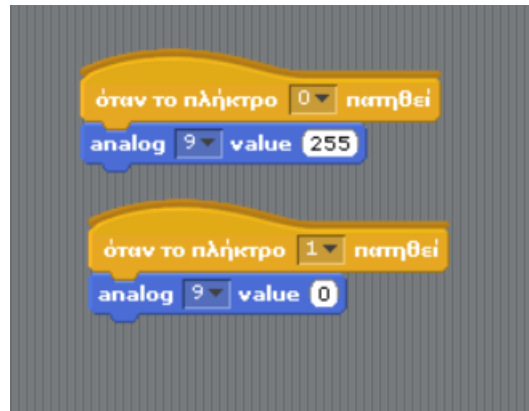 όταν το πλήκτρο 0 πατηθεί
analog 9 value 255
όταν το πλήκτρο 1 πατηθεί
analog 9 value 0